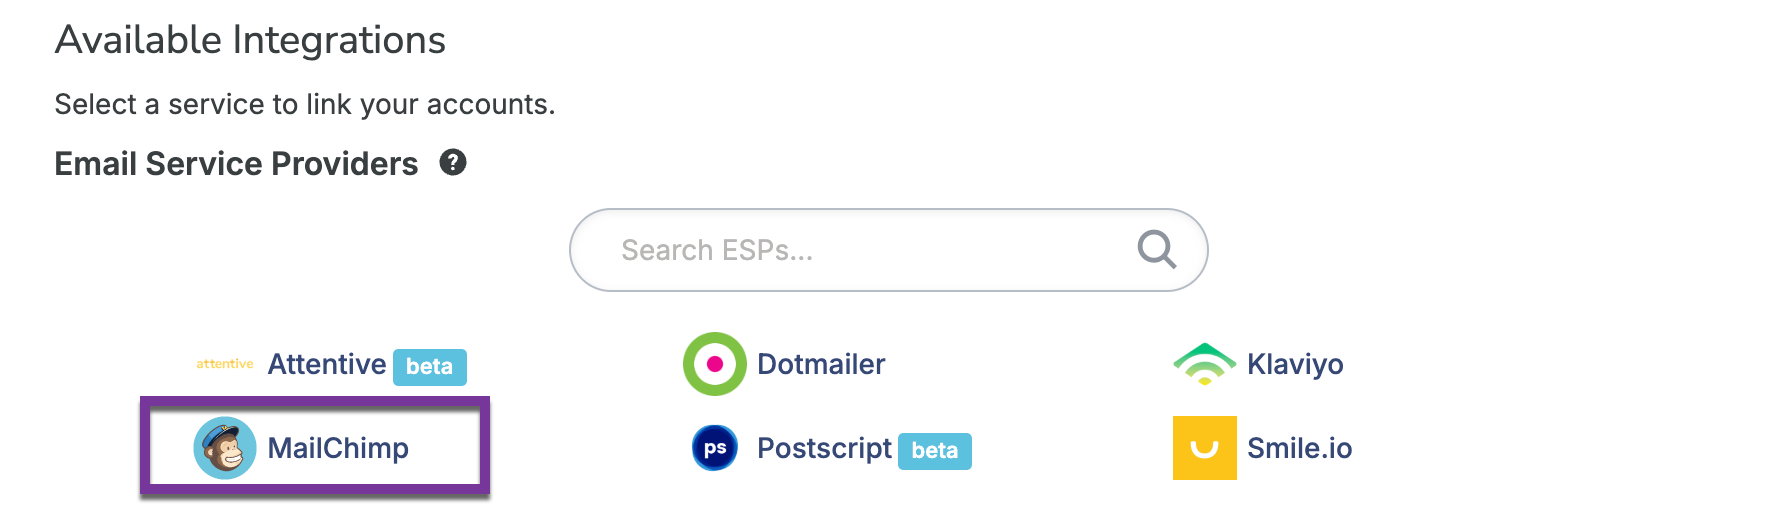 Available Integrations
Select a service to link your accounts.
Email Service Providers ?
Search ESPs...
attentive Attentive beta
Dotmailer
Klaviyo
MailChimp
ps Postscript beta
Smile.io